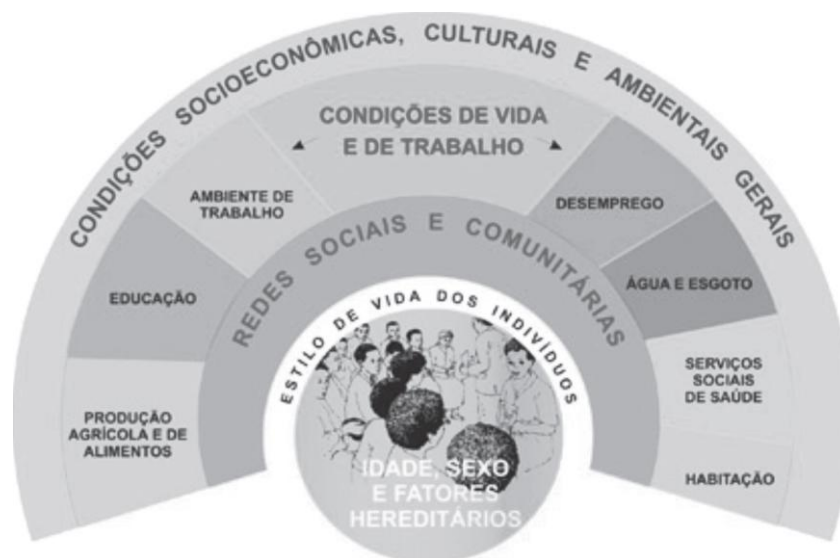 CONDIÇÕES SOCIOECONÔMICAS, CULTURAIS E AMBIENTAIS GERAIS
CONDIÇÕES DE VIDA
E DE TRABALHO
AMBIENTE DE
TRABALHO
DESEMPREGO
EDUCAÇÃO
ÁGUA E ESGOTO
PRODUÇÃO
AGRÍCOLA E DE
ALIMENTOS
SERVIÇOS
SOCIAIS
DE SAÚDE
HABITAÇÃO
REDES SOCIAIS E COMUNITÁRIAS
ESTILO DE VIDA DOS INDIVÍDUOS
IDADE, SEXO
E FATORES
HEREDITÁRIOS